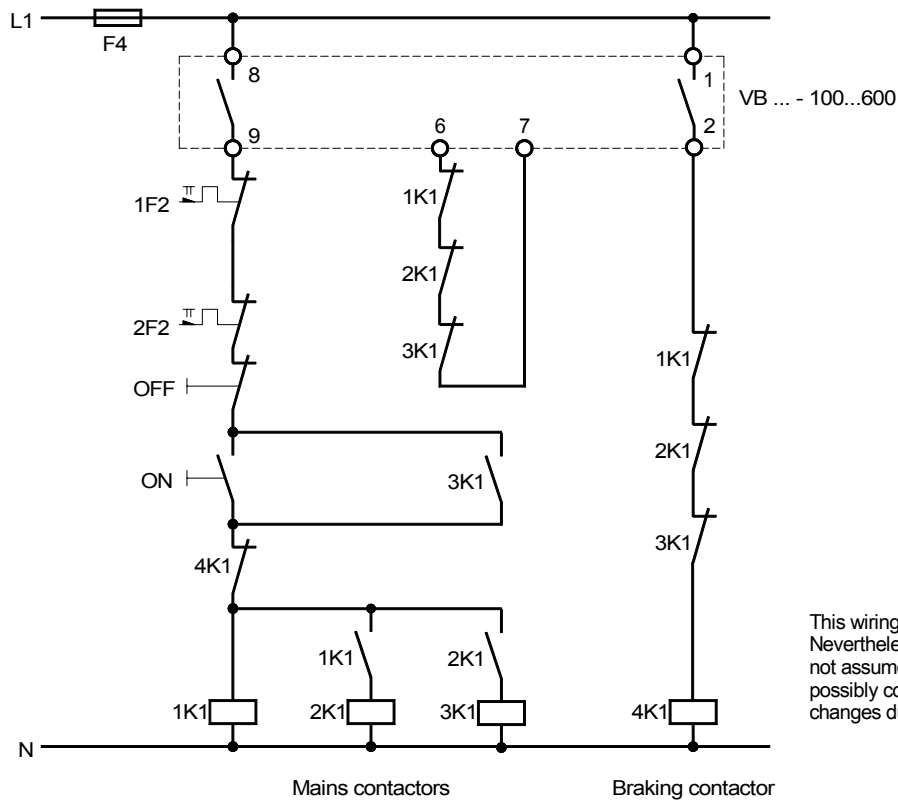 L1
F4
8
1
VB ... - 100...600
9
6
7
2
1F2
1K1
2K1
2F2
3K1
1K1
OFF
2K1
ON
3K1
3K1
4K1
1K1
2K1
This wiring
Neverthele
not assume
possibly co
changes du
1K1
2K1
3K1
4K1
N
Mains contactors
Braking contactor